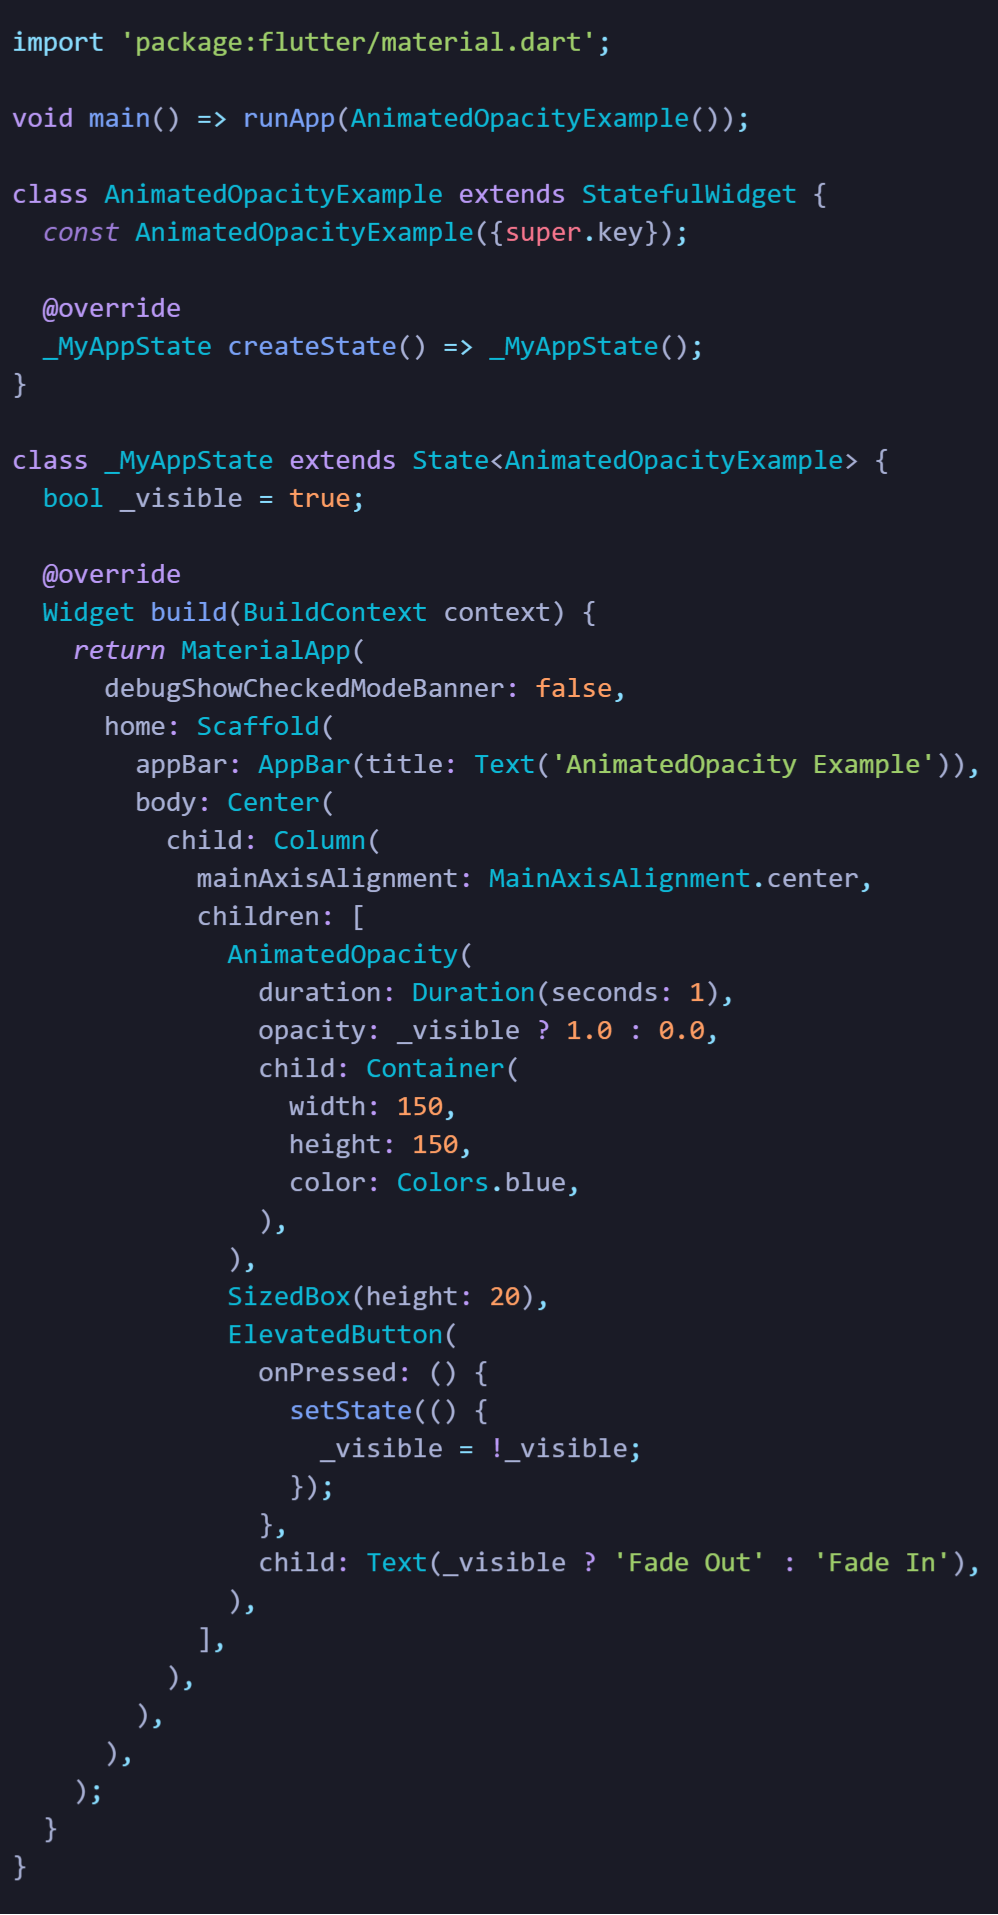 import 'package:flutter/material.dart';

void main() => runApp(AnimatedOpacityExample());

class AnimatedOpacityExample extends StatefulWidget {
  const AnimatedOpacityExample({super.key});

  @override
  _MyAppState createState() => _MyAppState();
}

class _MyAppState extends State<AnimatedOpacityExample> {
  bool _visible = true;

  @override
  Widget build(BuildContext context) {
    return MaterialApp(
      debugShowCheckedModeBanner: false,
      home: Scaffold(
        appBar: AppBar(title: Text('AnimatedOpacity Example')),
        body: Center(
          child: Column(
            mainAxisAlignment: MainAxisAlignment.center,
            children: [
              AnimatedOpacity(
                duration: Duration(seconds: 1),
                opacity: _visible ? 1.0 : 0.0,
                child: Container(
                  width: 150,
                  height: 150,
                  color: Colors.blue,
                ),
              ),
              SizedBox(height: 20),
              ElevatedButton(
                onPressed: () {
                  setState(() {
                    _visible = !_visible;
                  });
                },
                child: Text(_visible ? 'Fade Out' : 'Fade In'),
              ),
            ],
          ),
        ),
      ),
    );
  }
}